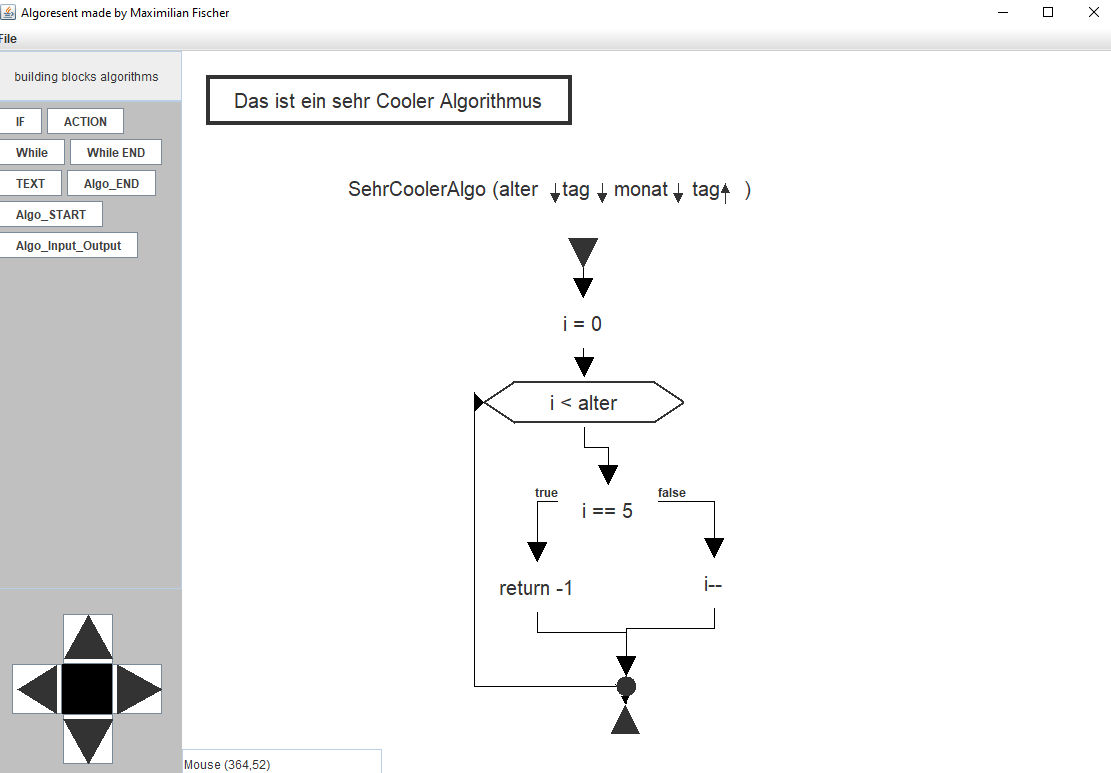 Algoresent made by Maximilian Fischer
File
building blocks algorithms
IF ACTION
While While END
TEXT Algo_END
Algo_START
Algo_Input_Output
Das ist ein sehr Cooler Algorithmus
SehrCoolerAlgo (alter ↓tag ↓ monat ↓ tag↑ )
i = 0
i < alter
true false
i == 5
return -1 i--
Mouse (364,52)